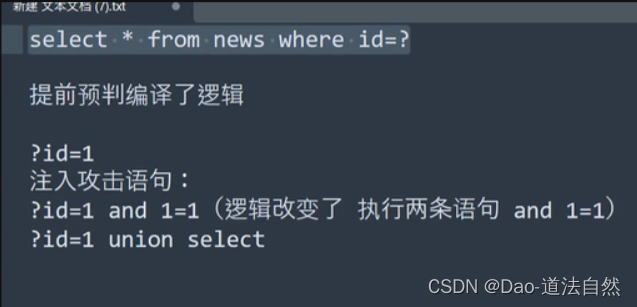 新建 文本文档 (7).txt
select * from news where id=?
提前预判编译了逻辑
?id=1
注入攻击语句：
?id=1 and 1=1（逻辑改变了 执行两条语句 and 1=1）
?id=1 union select
CSDN @Dao-道法自然